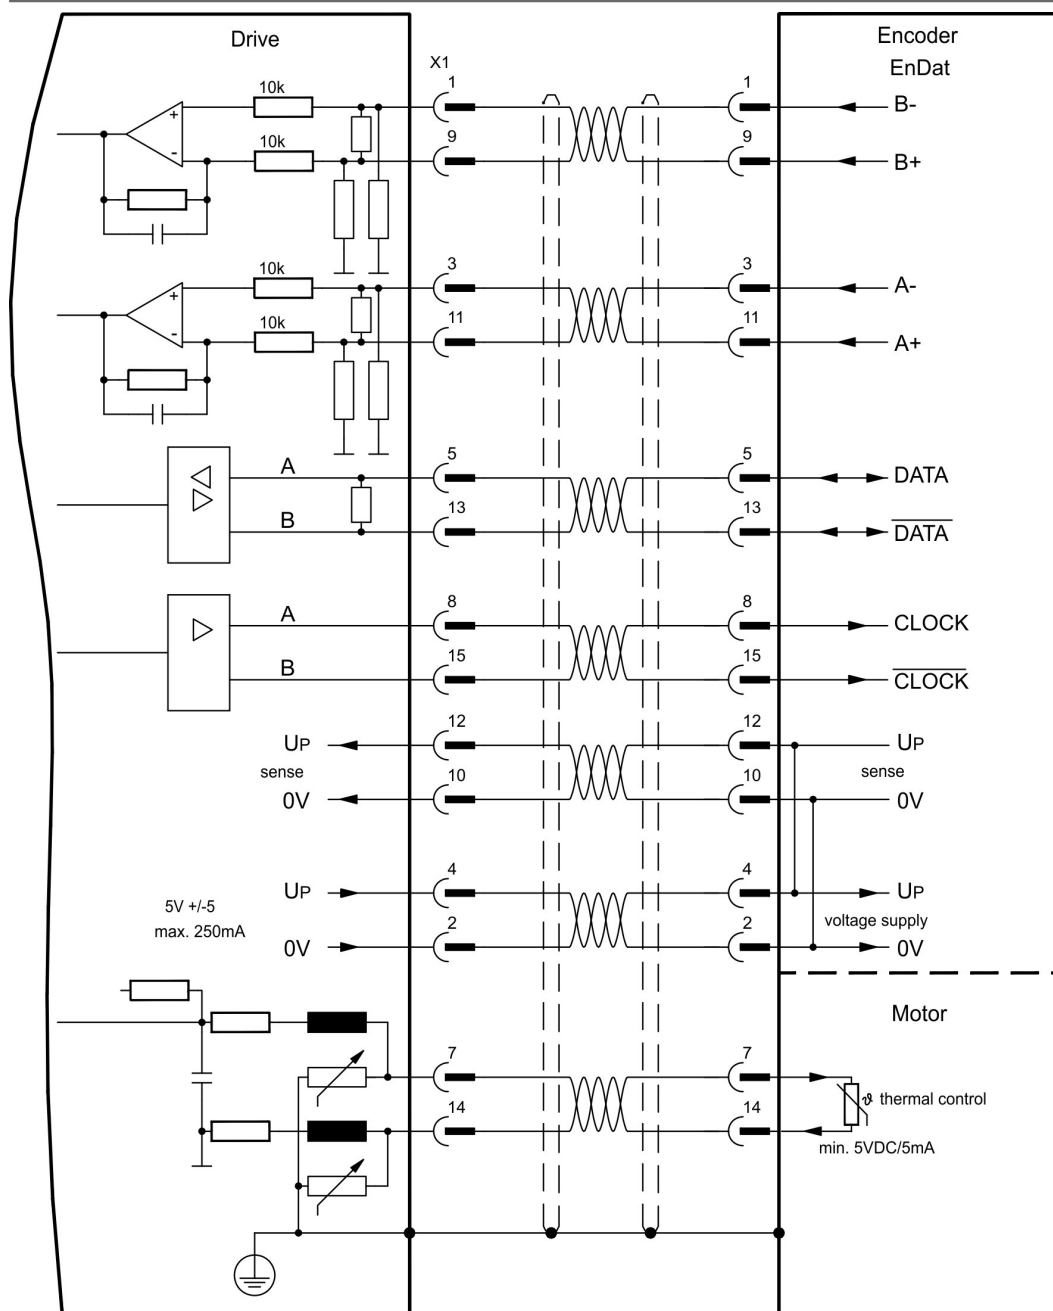 Drive
Encoder
EnDat
X1
10k
1
1
B-
+
10k
9
9
B+
-
10k
3
3
A-
+
10k
11
11
A+
-
A
5
5
DATA
B
13
13
DATA
A
8
8
CLOCK
B
15
15
CLOCK
UP
12
12
UP
sense
sense
0V
10
10
0V
UP
4
4
UP
5V +/-5
max. 250mA
voltage supply
0V
2
2
0V
Motor
7
7
ϑ thermal control
14
14
min. 5VDC/5mA